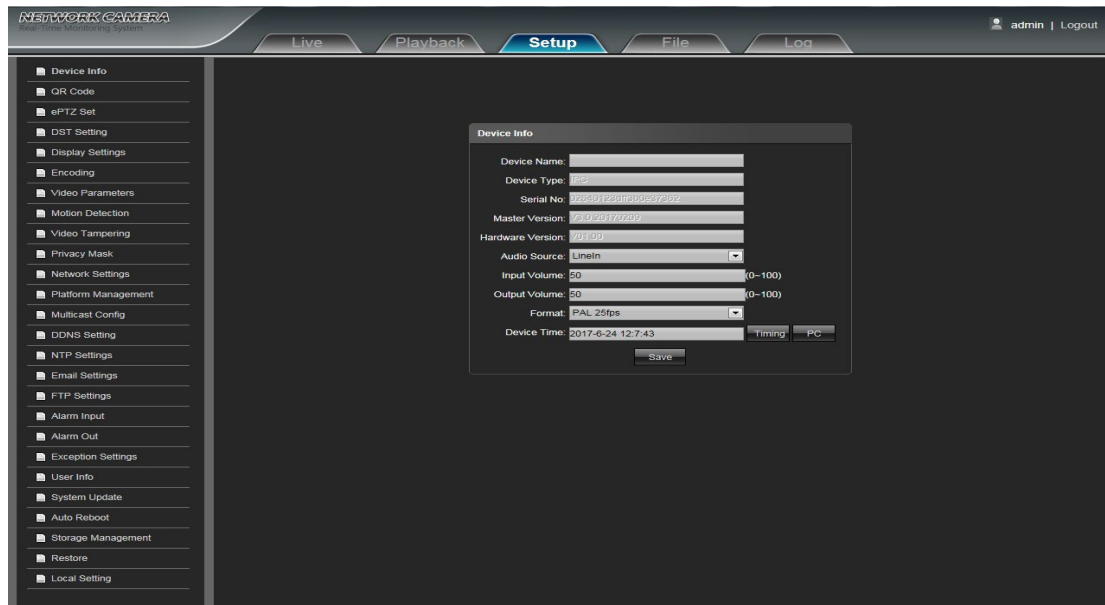 NETWORK CAMERA
Real-Time Monitoring System
admin | Logout
Live Playback Setup File Log
Device Info
QR Code
ePTZ Set
DST Setting
Display Settings
Encoding
Video Parameters
Motion Detection
Video Tampering
Privacy Mask
Network Settings
Platform Management
Multicast Config
DDNS Setting
NTP Settings
Email Settings
FTP Settings
Alarm Input
Alarm Out
Exception Settings
User Info
System Update
Auto Reboot
Storage Management
Restore
Local Setting
Device Info
Device Name:
Device Type: IPC
Serial No:
Master Version:
Hardware Version: V01.00
Audio Source: LineIn
Input Volume: 50 (0~100)
Output Volume: 50 (0~100)
Format: PAL 25fps
Device Time: 2017-6-24 12:7:43 Timing PC
Save